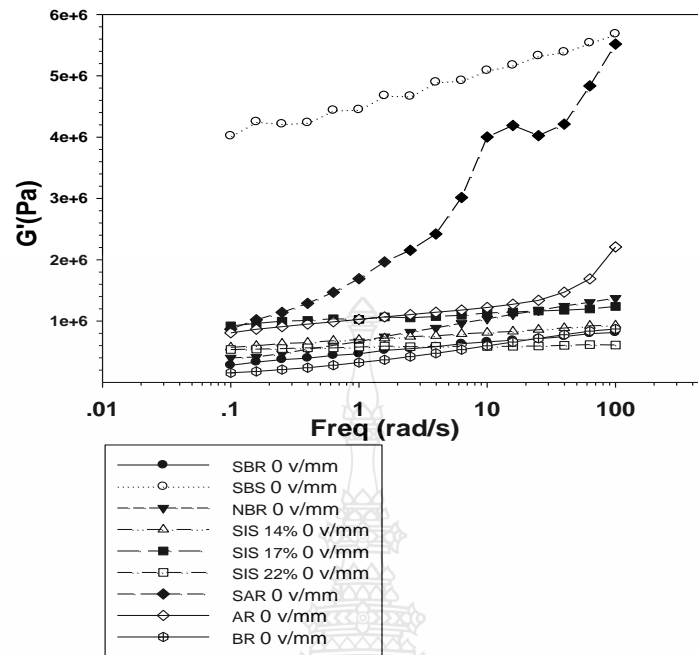 6e+6
5e+6
4e+6
3e+6
2e+6
1e+6
G'(Pa)
.01 .1 1 10 100
Freq (rad/s)
SBR 0 v/mm
SBS 0 v/mm
NBR 0 v/mm
SIS 14% 0 v/mm
SIS 17% 0 v/mm
SIS 22% 0 v/mm
SAR 0 v/mm
AR 0 v/mm
BR 0 v/mm